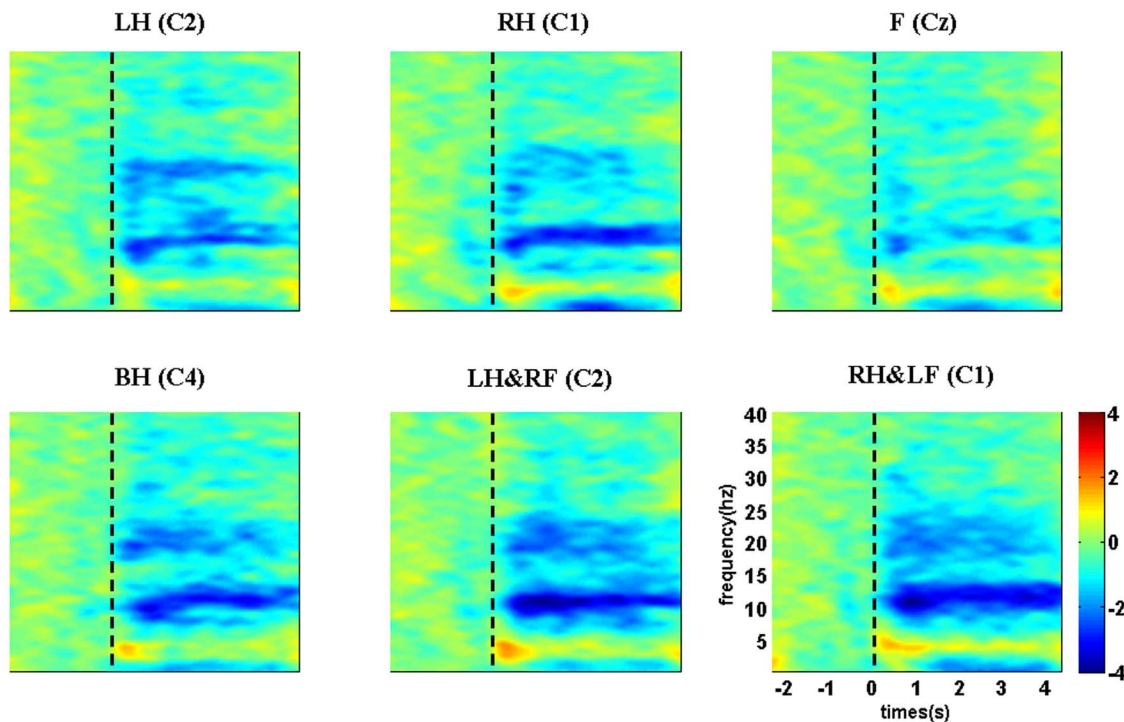 LH (C2)
RH (C1)
F (Cz)
BH (C4)
LH&RF (C2)
RH&LF (C1)
frequency(hz)
40
35
30
25
20
15
10
5
-2 -1 0 1 2 3 4
times(s)
4
2
0
-2
-4